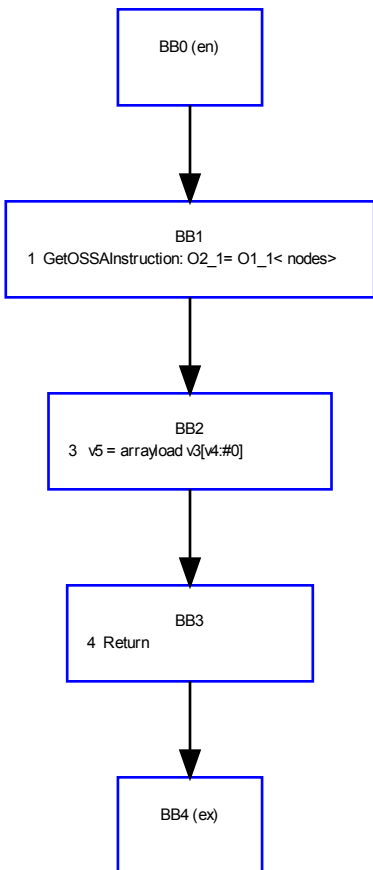 BB0 (en)
BB1
1 GetOSSAInstruction: O2_1= O1_1< nodes>
BB2
3 v5 = arrayload v3[v4:#0]
BB3
4 Return
BB4 (ex)